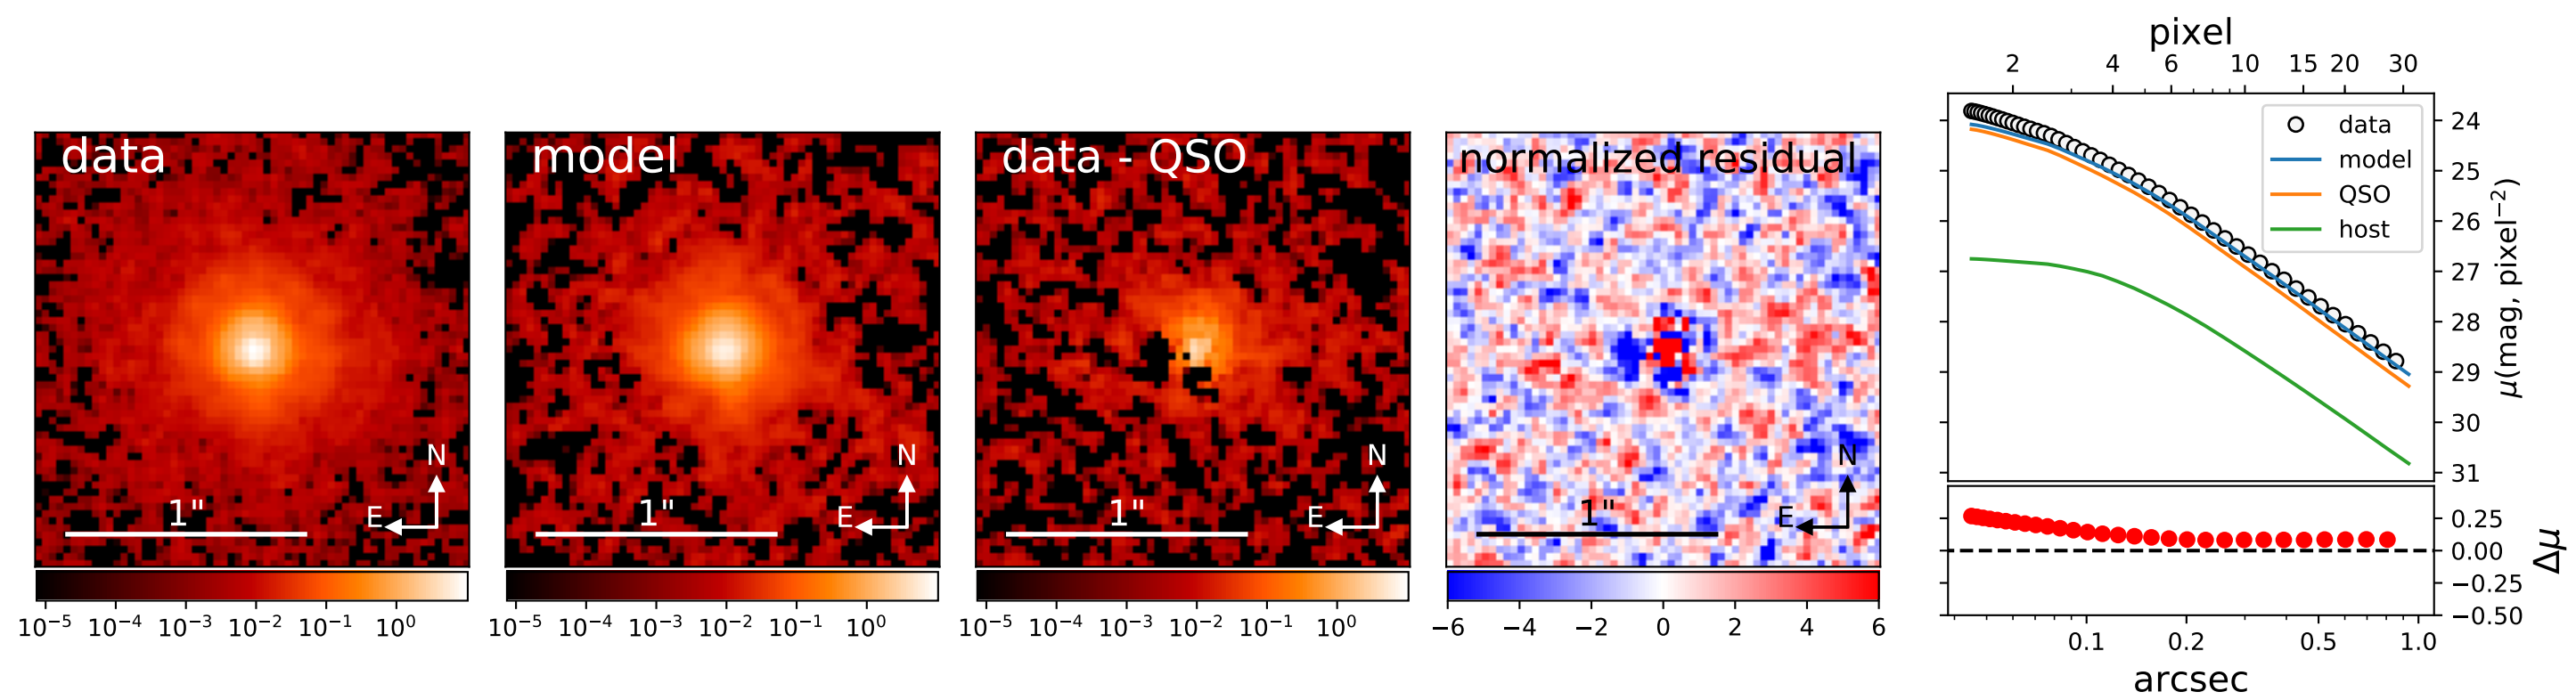 data
N
E
1"
10⁻⁵ 10⁻⁴ 10⁻³ 10⁻² 10⁻¹ 10⁰
model
N
E
1"
10⁻⁵ 10⁻⁴ 10⁻³ 10⁻² 10⁻¹ 10⁰
data - QSO
N
E
1"
10⁻⁵ 10⁻⁴ 10⁻³ 10⁻² 10⁻¹ 10⁰
normalized residual
N
E
1"
−6 −4 −2 0 2 4 6
pixel
2 4 6 10 15 20 30
data
model
QSO
host
24
25
26
27
28
29
30
31
μ(mag, pixel⁻²)
0.25
0.00
−0.25
−0.50
Δμ
0.1 0.2 0.5 1.0
arcsec